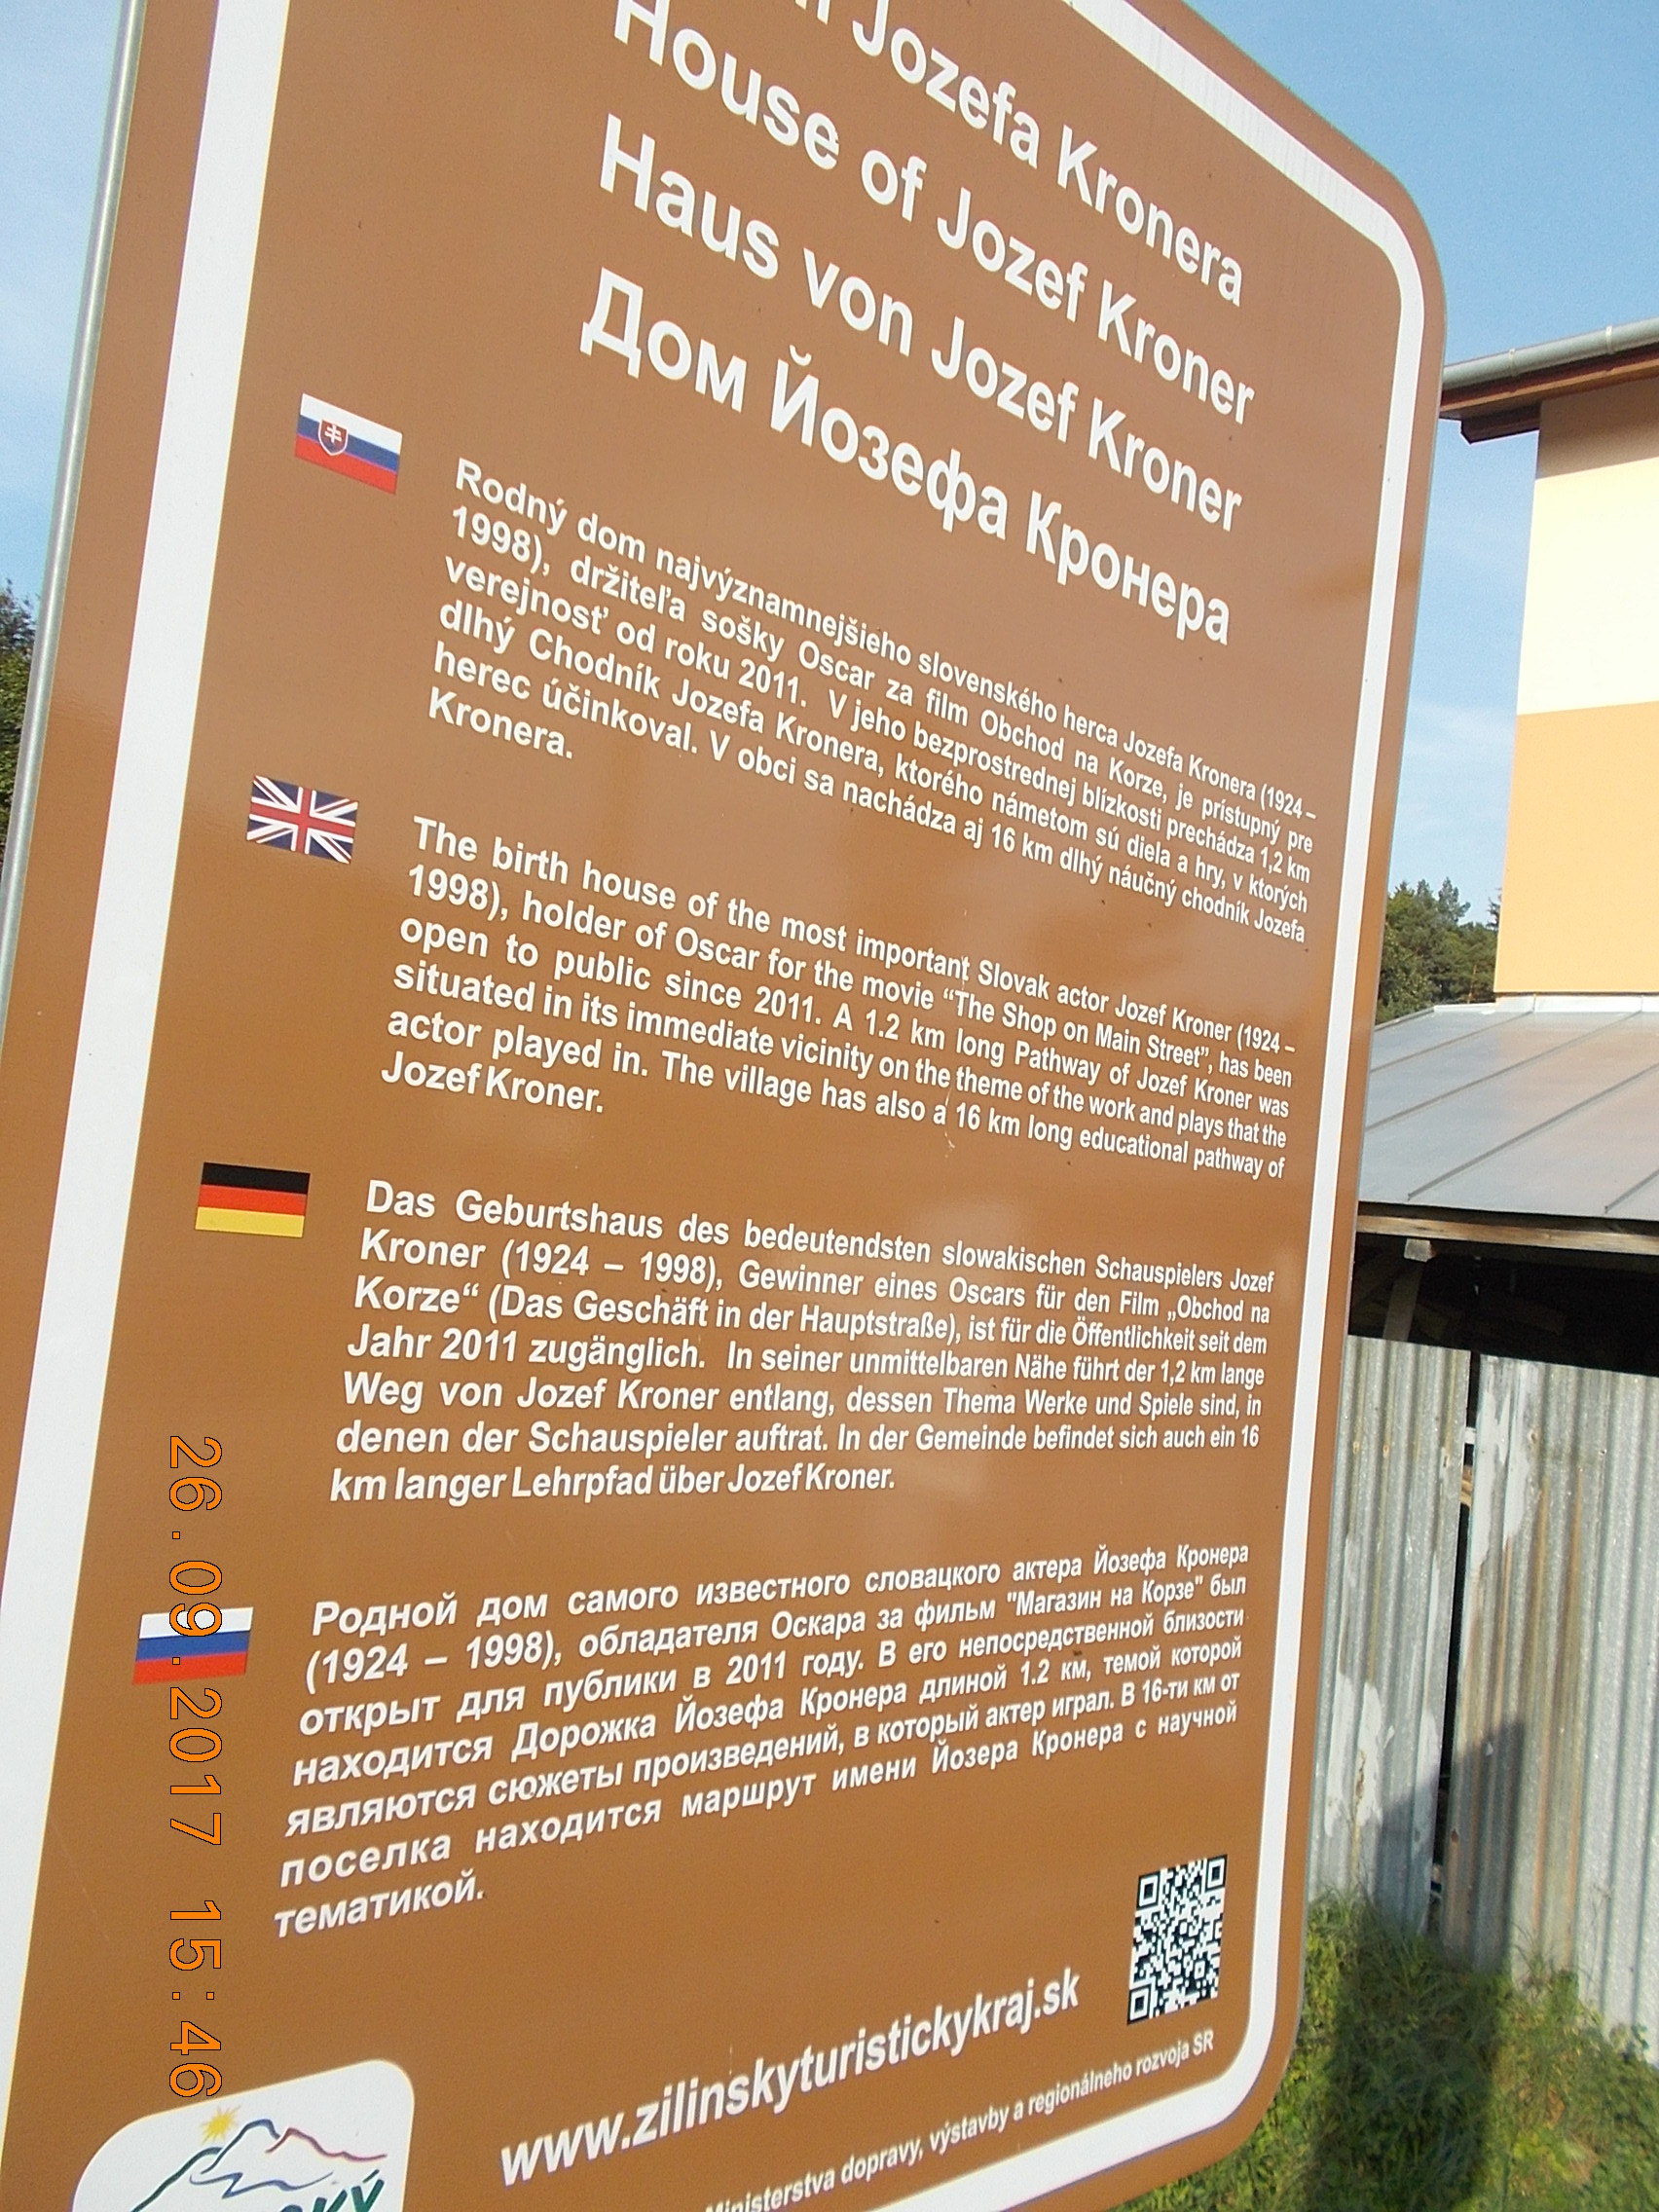 Jozefa Kronera
House of Jozef Kroner
Haus von Jozef Kroner
Дом Йозефа Кронера
Rodný dom najvýznamnejšieho slovenského herca Jozefa Kronera (1924 –
1998), držiteľa sošky Oscar za film Obchod na Korze, je prístupný pre
verejnosť od roku 2011. V jeho bezprostrednej blízkosti prechádza 1,2 km
dlhý Chodník Jozefa Kronera, ktorého námetom sú diela a hry, v ktorých
herec účinkoval. V obci sa nachádza aj 16 km dlhý náučný chodník Jozefa
Kronera.
The birth house of the most important Slovak actor Jozef Kroner (1924 –
1998), holder of Oscar for the movie “The Shop on Main Street”, has been
open to public since 2011. A 1.2 km long Pathway of Jozef Kroner was
situated in its immediate vicinity on the theme of the work and plays that the
actor played in. The village has also a 16 km long educational pathway of
Jozef Kroner.
Das Geburtshaus des bedeutendsten slowakischen Schauspielers Jozef
Kroner (1924 – 1998), Gewinner eines Oscars für den Film „Obchod na
Korze“ (Das Geschäft in der Hauptstraße), ist für die Öffentlichkeit seit dem
Jahr 2011 zugänglich. In seiner unmittelbaren Nähe führt der 1,2 km lange
Weg von Jozef Kroner entlang, dessen Thema Werke und Spiele sind, in
denen der Schauspieler auftrat. In der Gemeinde befindet sich auch ein 16
km langer Lehrpfad über Jozef Kroner.
Родной дом самого известного словацкого актера Йозефа Кронера
(1924 – 1998), обладателя Оскара за фильм "Магазин на Корзе" был
открыт для публики в 2011 году. В его непосредственной близости
находится Дорожка Йозефа Кронера длиной 1.2 км, темой которой
являются сюжеты произведений, в который актер играл. В 16-ти км от
поселка находится маршрут имени Йозера Кронера с научной
тематикой.
www.zilinskyturistickykraj.sk
Ministerstva dopravy, výstavby a regionálneho rozvoja SR
26.09.2017 15:46